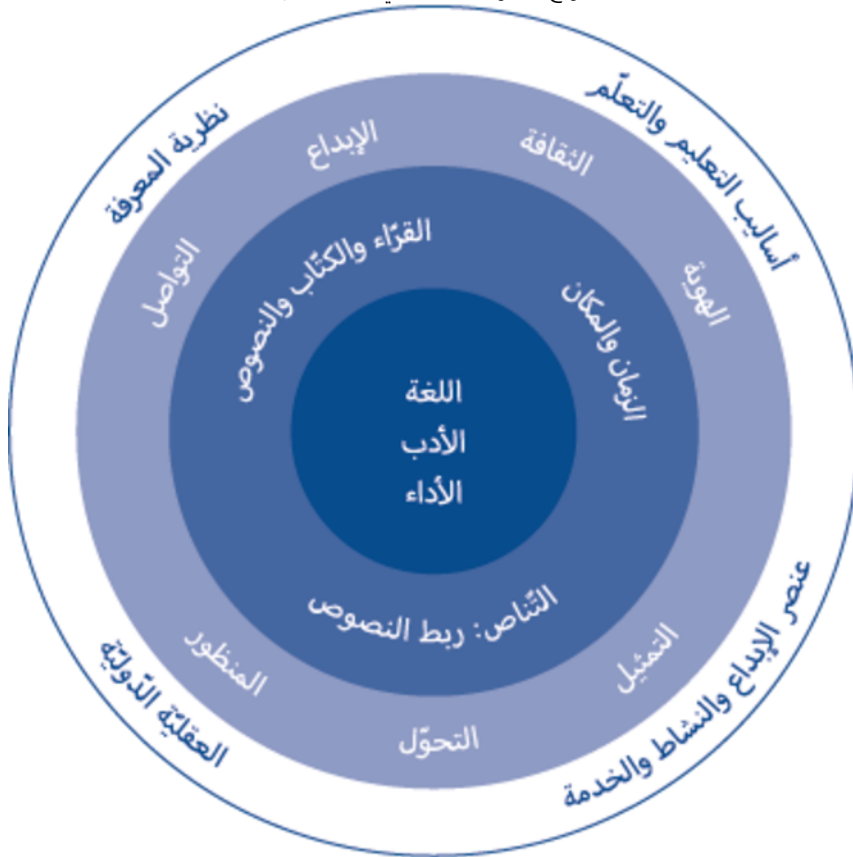 نظرية المعرفة
أساليب التعليم والتعلّم
الإبداع
الثقافة
التواصل
الهوية
القرّاء والكتّاب والنصوص
الزمان والمكان
اللغة
الأدب
الأداء
التّناص: ربط النصوص
المنظور
التحوّل
التمثيل
العقليّة الدّوليّة
عنصر الإبداع والنشاط والخدمة